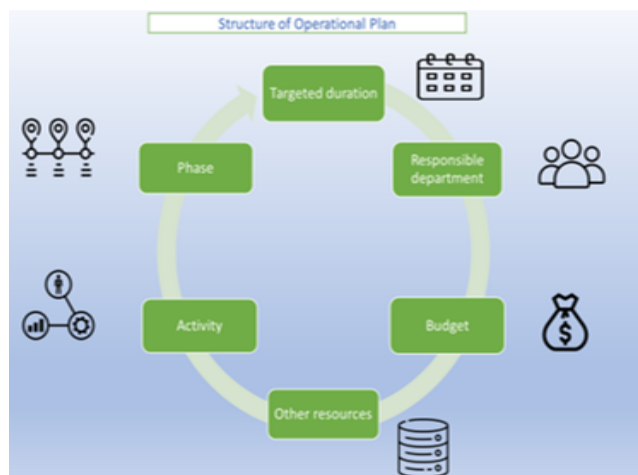 Structure of Operational Plan
Targeted duration
Responsible
department
Budget
Other resources
Activity
Phase
$